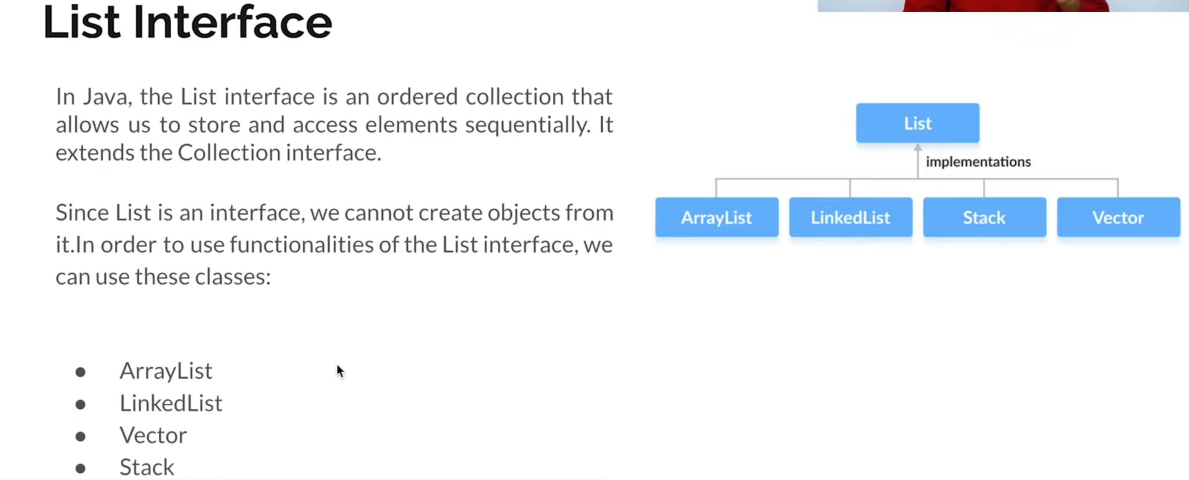 List Interface
In Java, the List interface is an ordered collection that
allows us to store and access elements sequentially. It
extends the Collection interface.
Since List is an interface, we cannot create objects from
it.In order to use functionalities of the List interface, we
can use these classes:
● ArrayList
● LinkedList
● Vector
● Stack
List
implementations
ArrayList
LinkedList
Stack
Vector